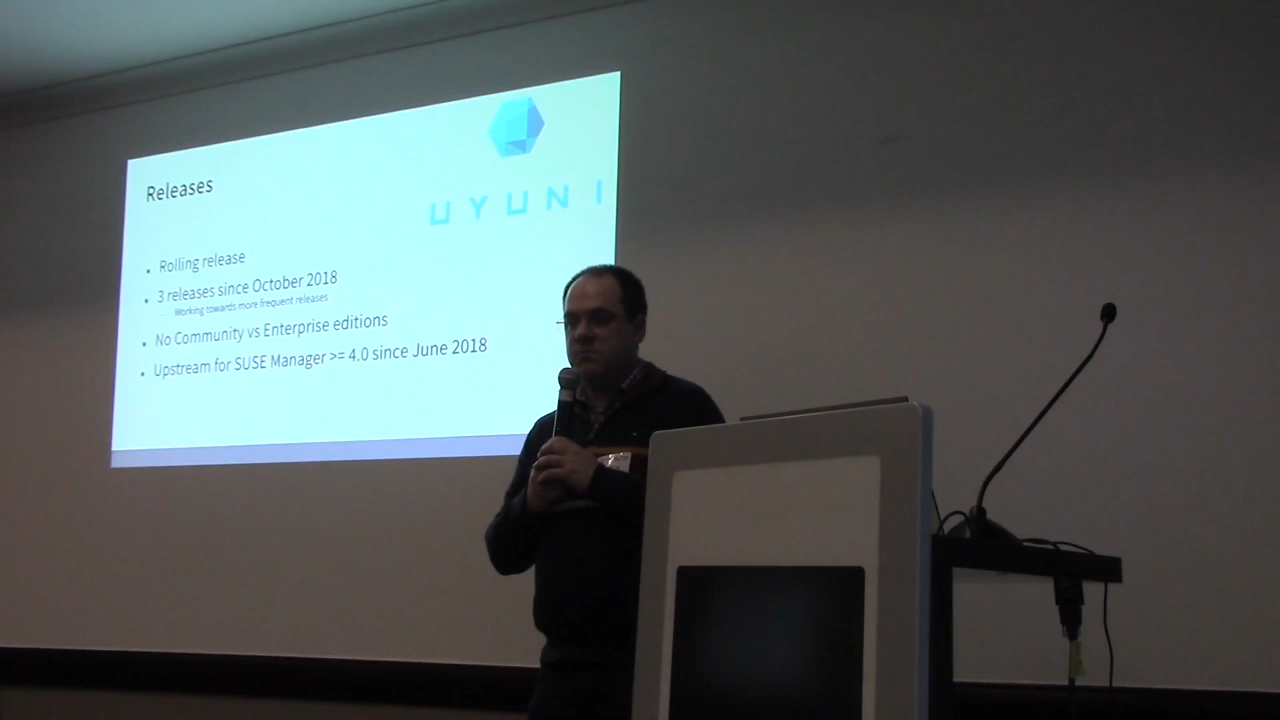 UYUNI
Releases
Rolling release
3 releases since October 2018
Working towards more frequent releases
No Community vs Enterprise editions
Upstream for SUSE Manager >= 4.0 since June 2018